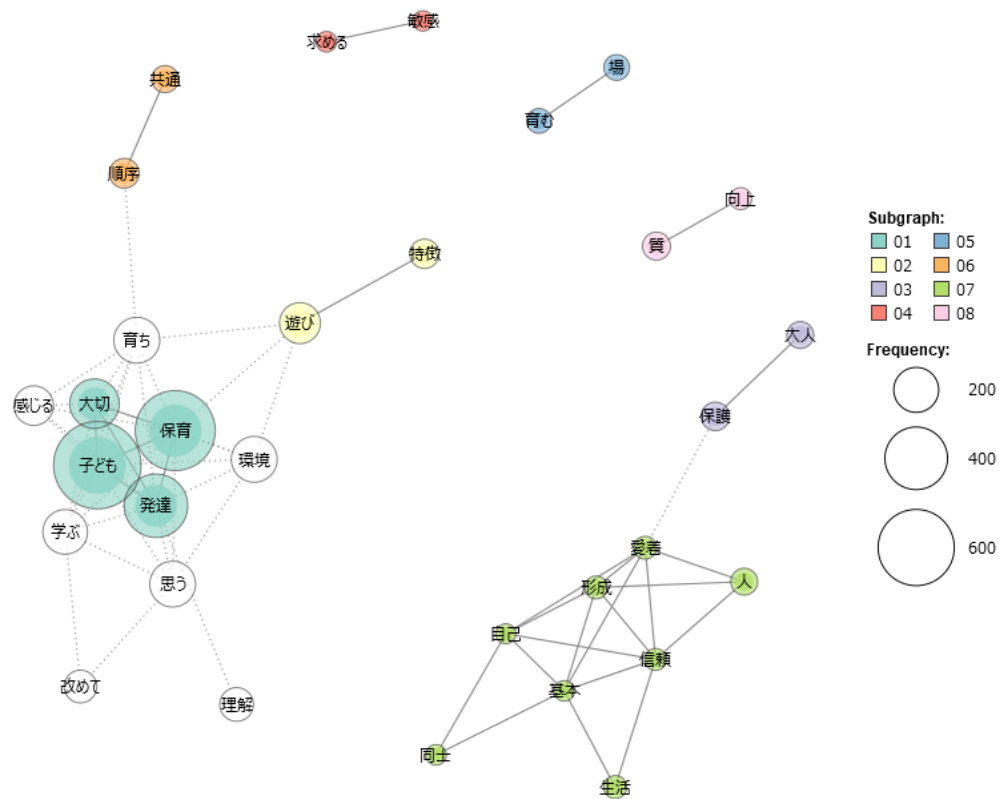 敏感
求める
場
共通
育む
順序
向上
質
特徴
遊び
大人
育ち
感じる
大切
保護
保育
環境
子ども
発達
学ぶ
愛着
思う
形成
人
自己
信頼
改めて
基本
理解
同士
生活
Subgraph:
01 05
02 06
03 07
04 08
Frequency:
200
400
600